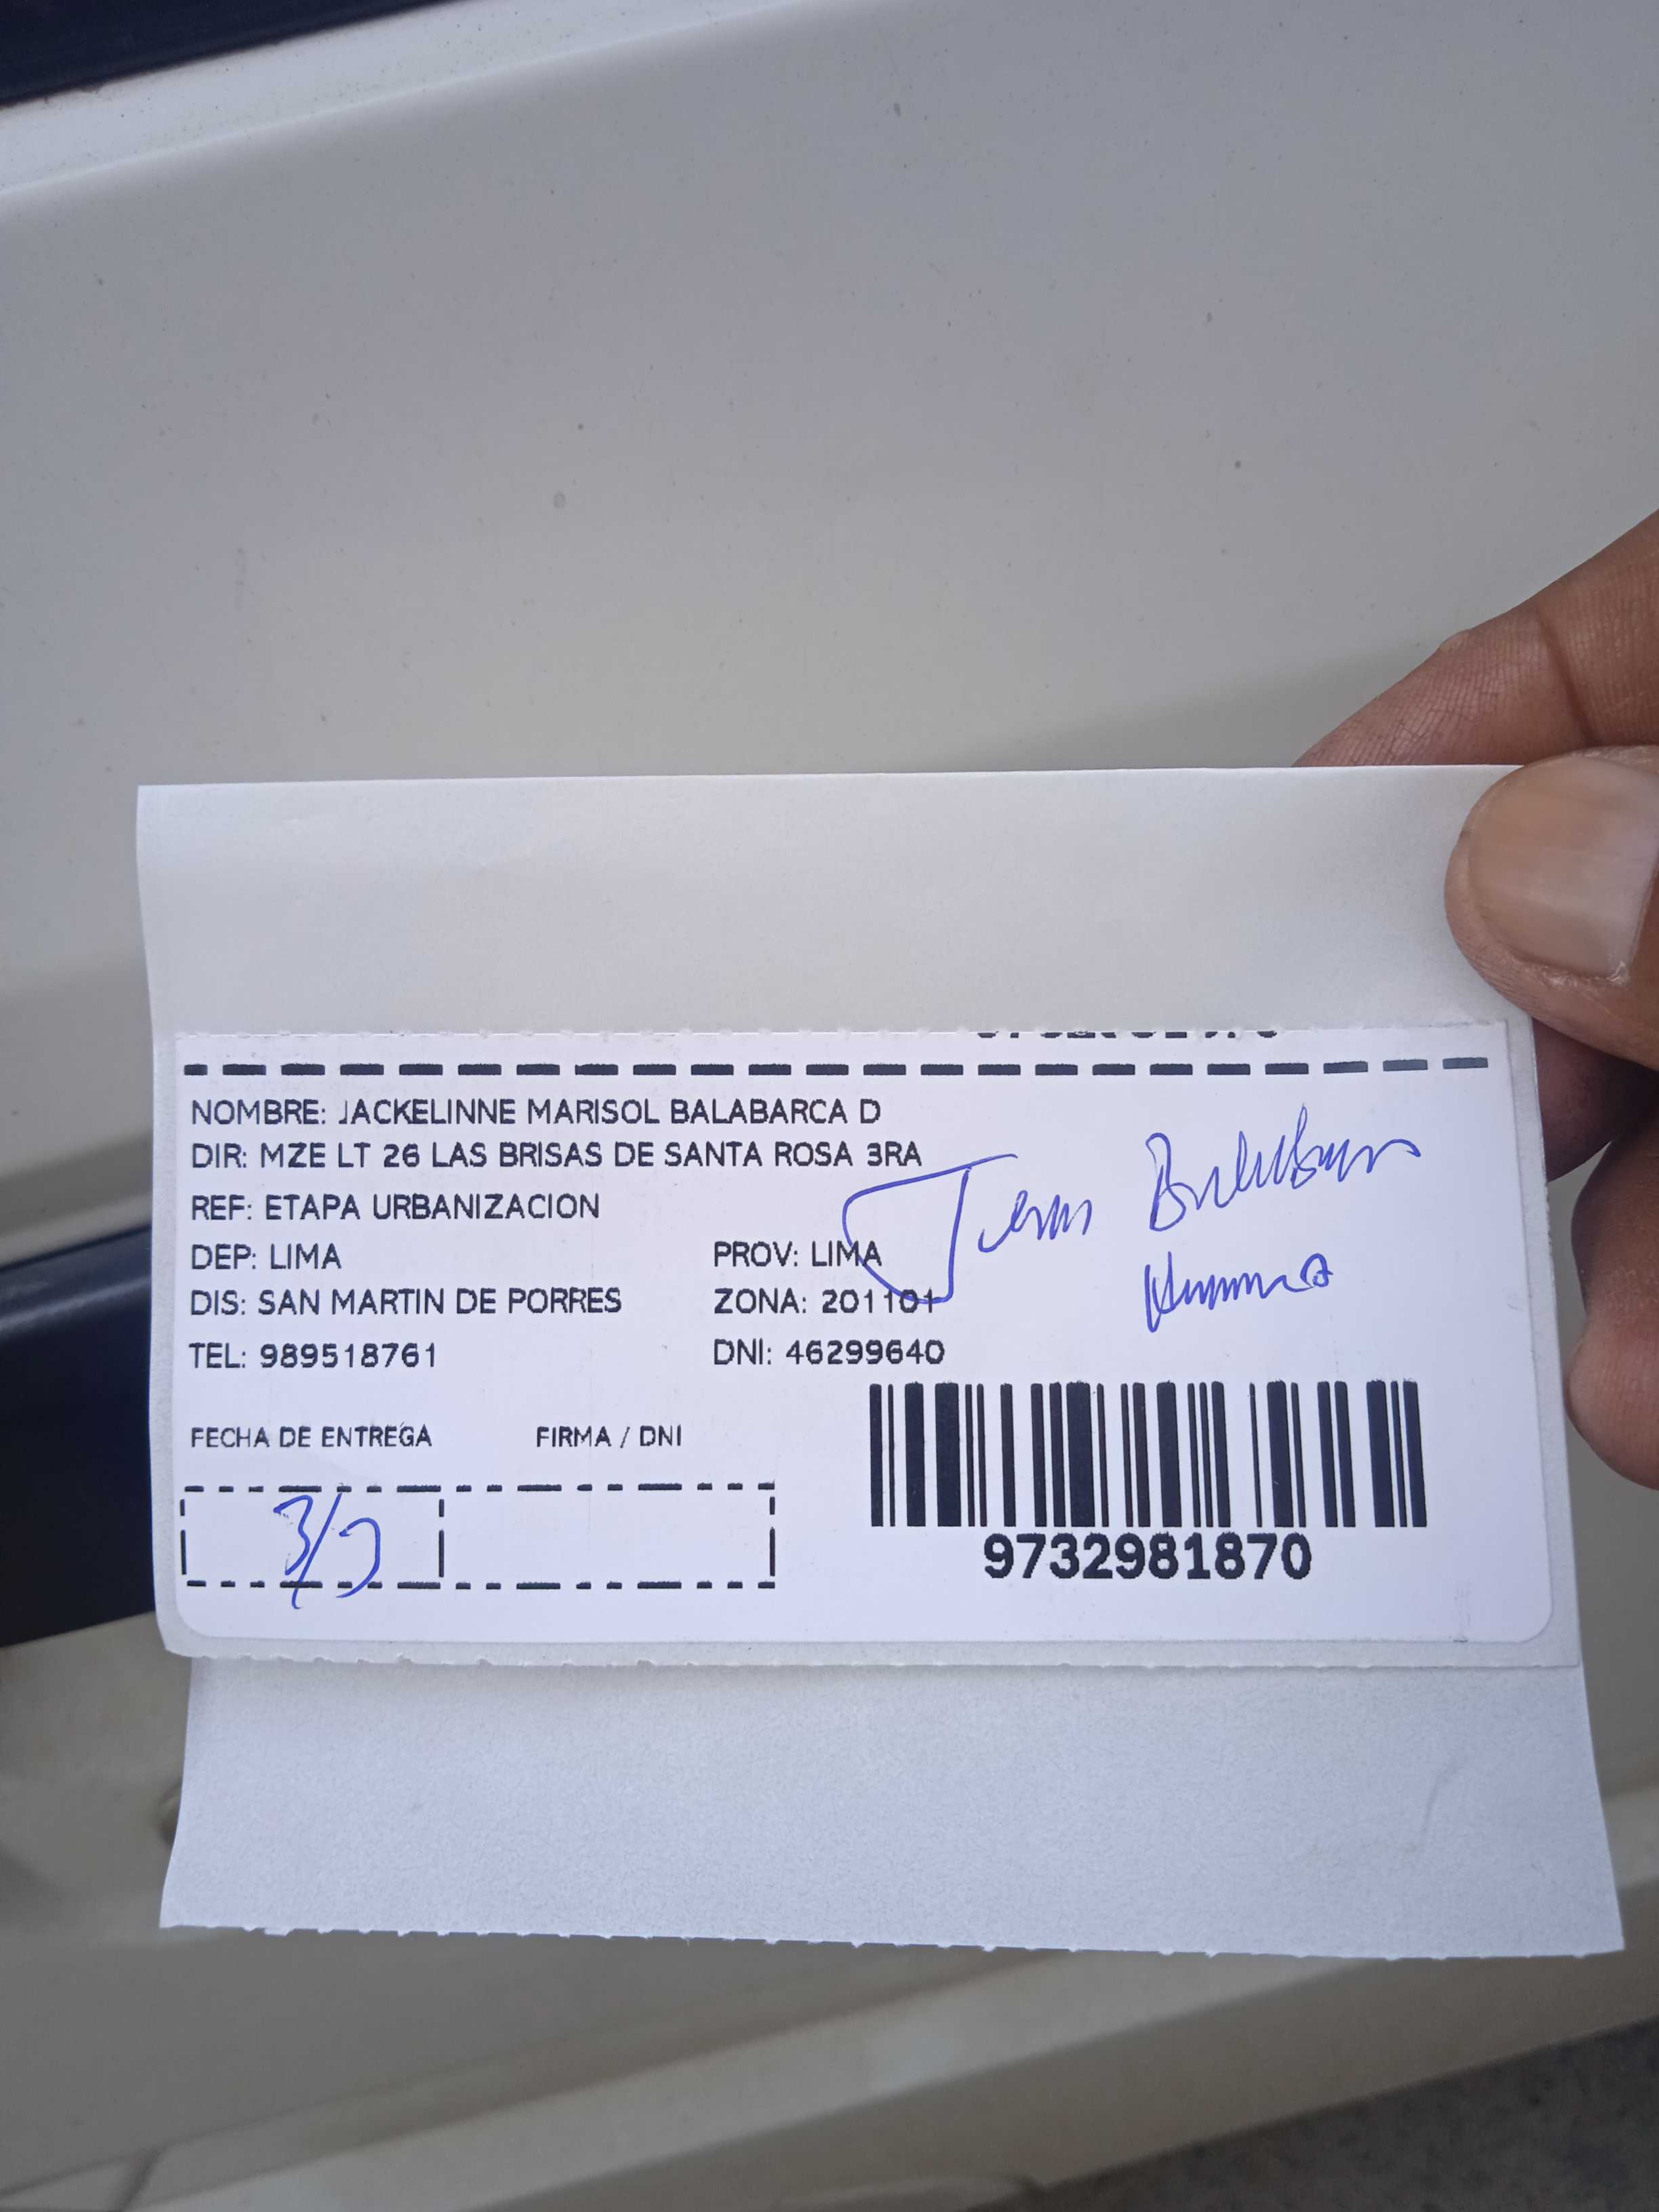 NOMBRE: JACKELINNE MARISOL BALABARCA D
DIR: MZE LT 26 LAS BRISAS DE SANTA ROSA 3RA
REF: ETAPA URBANIZACION
DEP: LIMA PROV: LIMA
DIS: SAN MARTIN DE PORRES ZONA: 201101
TEL: 989518761 DNI: 46299640
FECHA DE ENTREGA FIRMA / DNI
9732981870